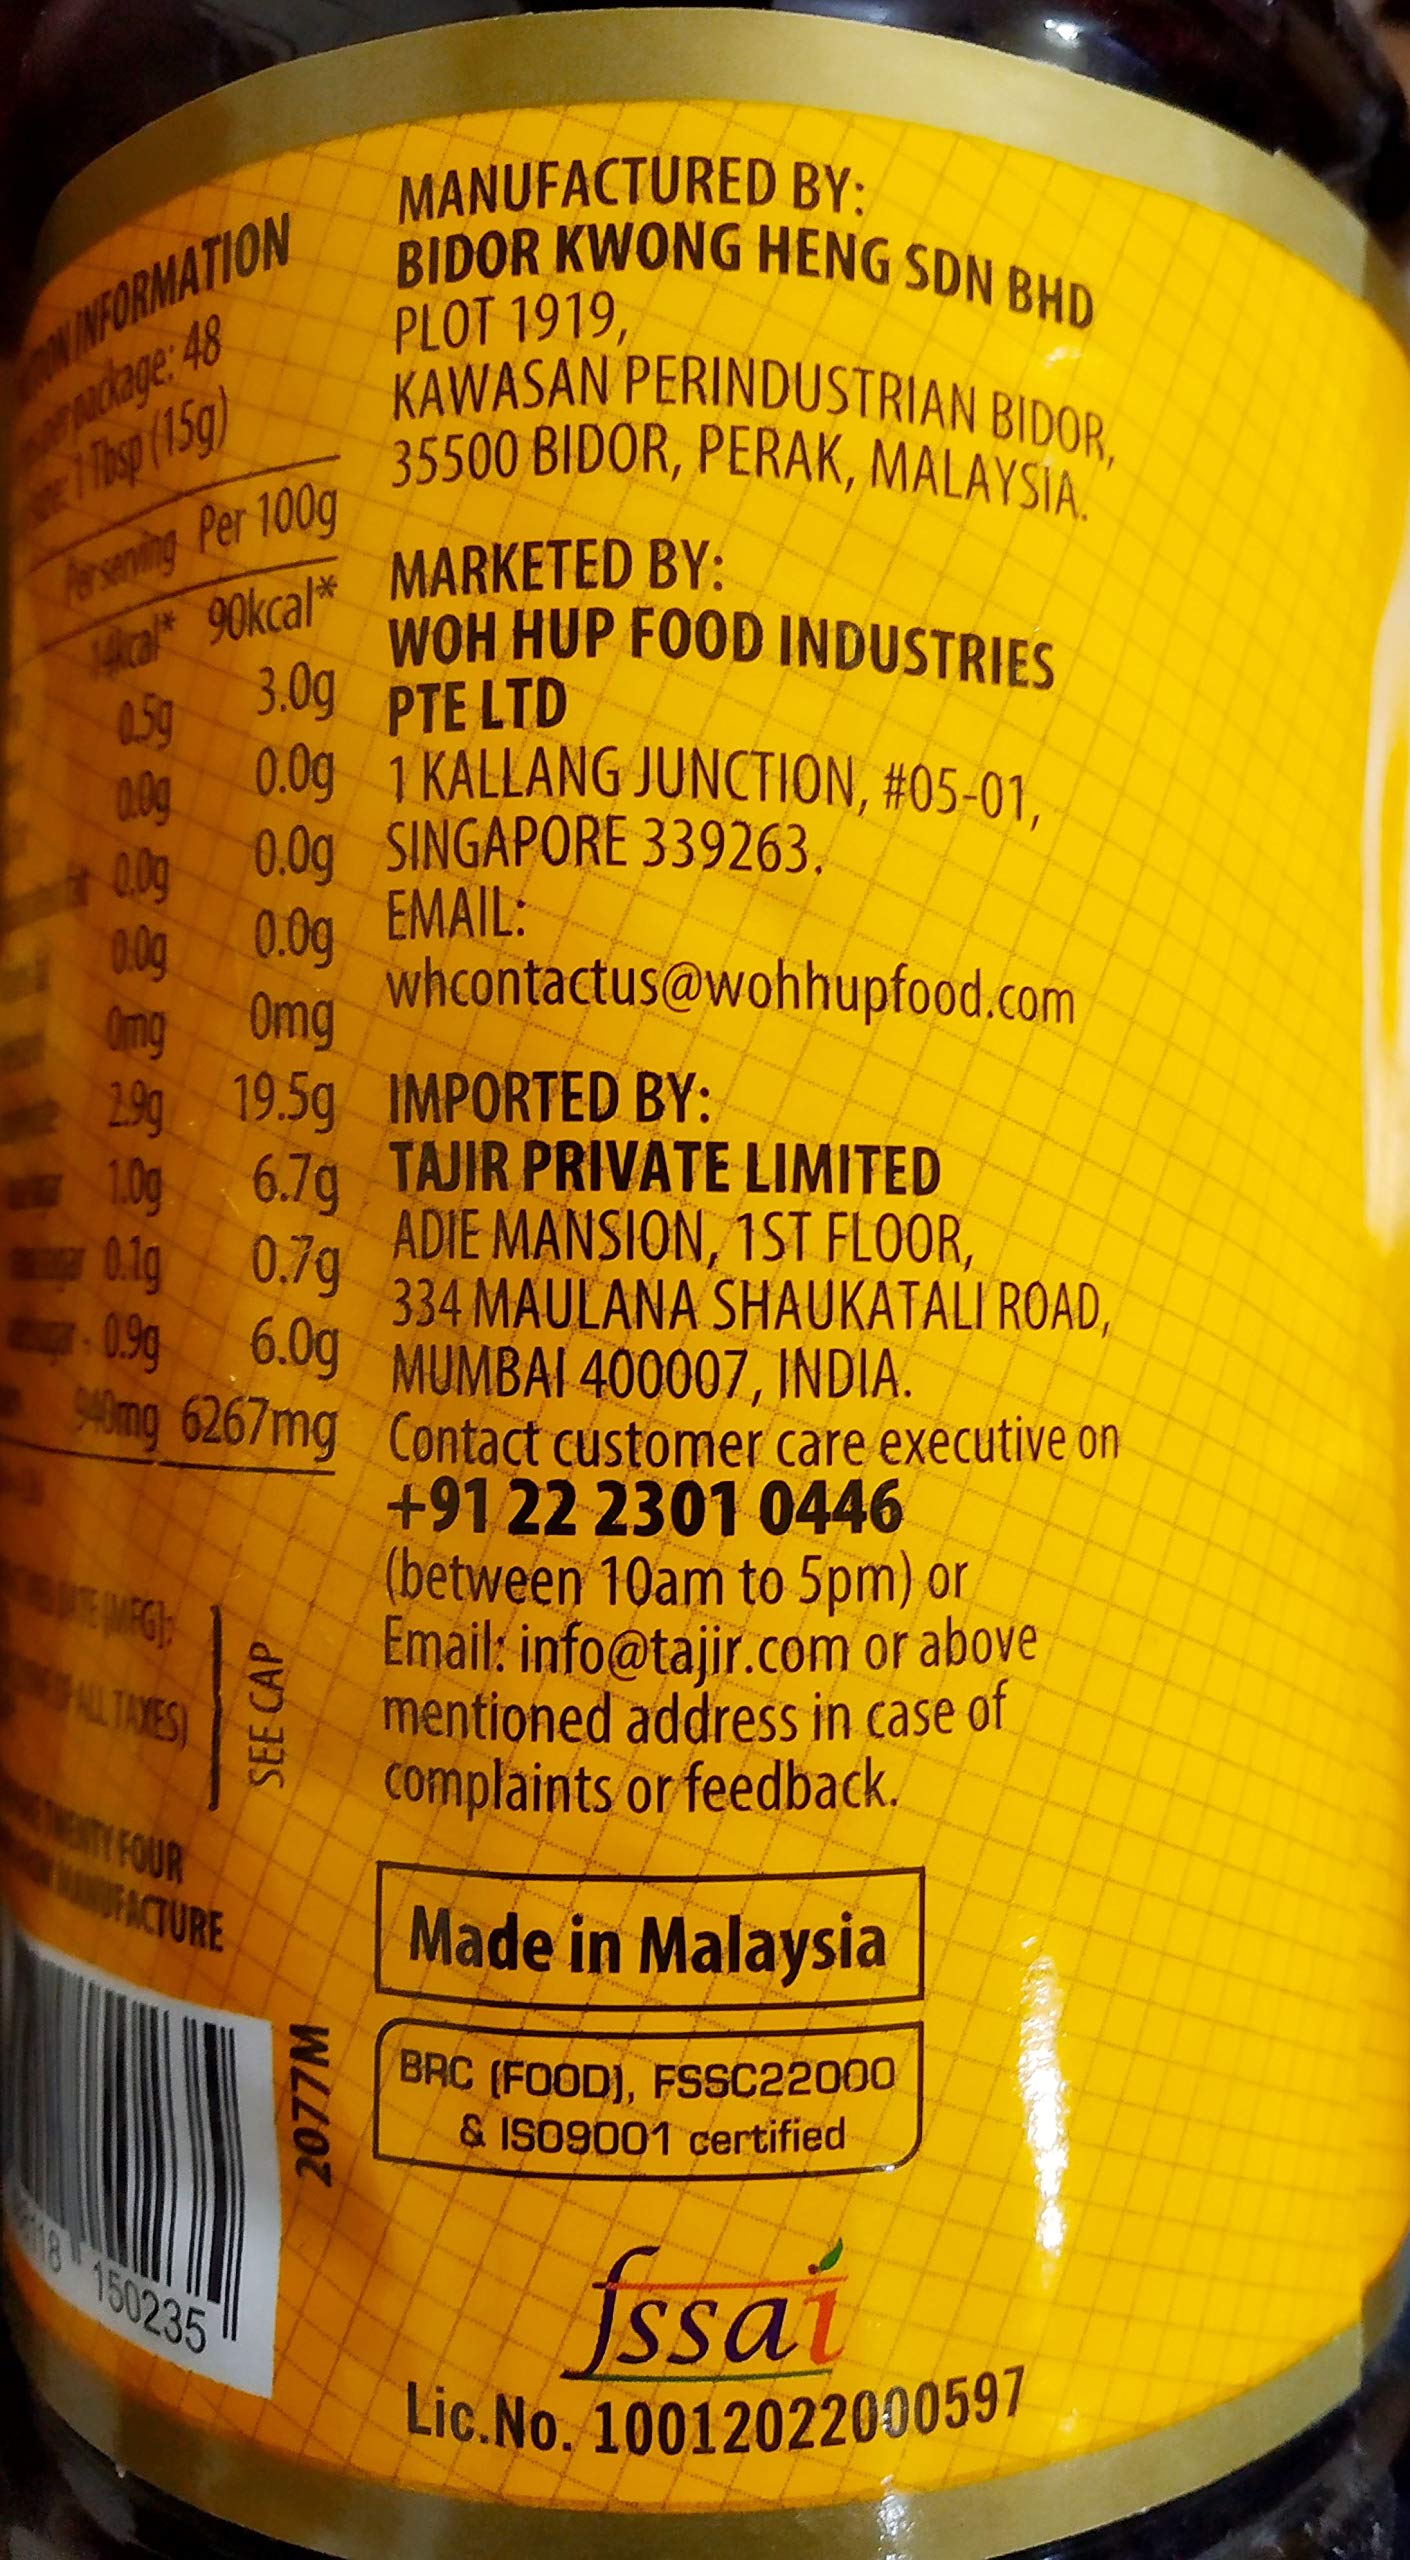 INFORMATION
package: 48
1 Tbsp (15g)
Per serving Per 100g
14kcal* 90kcal*
0.5g 3.0g
0.0g 0.0g
0.0g 0.0g
0.0g 0.0g
0mg 0mg
2.9g 19.5g
1.0g 6.7g
0.1g 0.7g
0.9g 6.0g
940mg 6267mg
(MFG):
ALL TAXES)
SEE CAP
TWENTY FOUR
MANUFACTURE
150235
2077M
MANUFACTURED BY:
BIDOR KWONG HENG SDN BHD
PLOT 1919,
KAWASAN PERINDUSTRIAN BIDOR,
35500 BIDOR, PERAK, MALAYSIA.
MARKETED BY:
WOH HUP FOOD INDUSTRIES
PTE LTD
1 KALLANG JUNCTION, #05-01,
SINGAPORE 339263.
EMAIL:
whcontactus@wohhupfood.com
IMPORTED BY:
TAJIR PRIVATE LIMITED
ADIE MANSION, 1ST FLOOR,
334 MAULANA SHAUKATALI ROAD,
MUMBAI 400007, INDIA.
Contact customer care executive on
+91 22 2301 0446
(between 10am to 5pm) or
Email: info@tajir.com or above
mentioned address in case of
complaints or feedback.
Made in Malaysia
BRC (FOOD), FSSC22000
& ISO9001 certified
fssai
Lic.No. 10012022000597